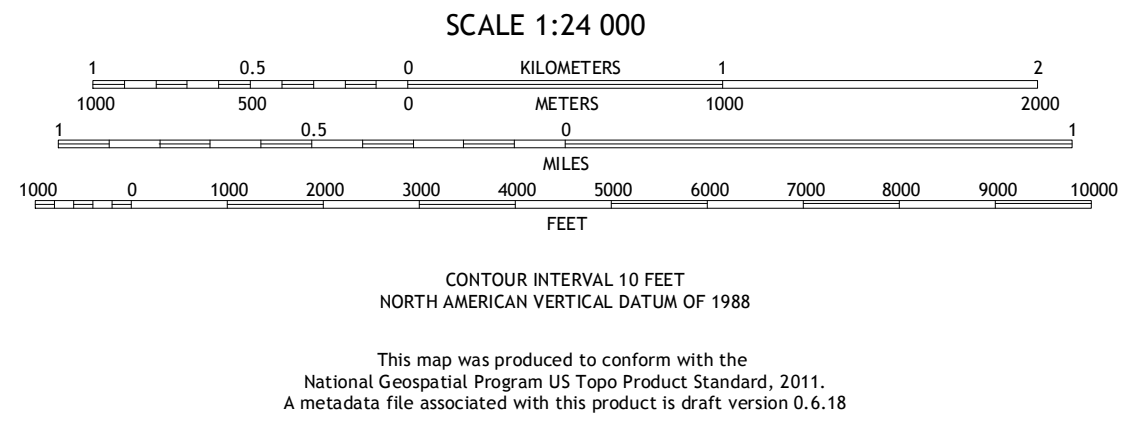 SCALE 1:24 000
1 0.5 0 KILOMETERS 1 2
1000 500 0 METERS 1000 2000
1 0.5 0 1
MILES
1000 0 1000 2000 3000 4000 5000 6000 7000 8000 9000 10000
FEET
CONTOUR INTERVAL 10 FEET
NORTH AMERICAN VERTICAL DATUM OF 1988
This map was produced to conform with the
National Geospatial Program US Topo Product Standard, 2011.
A metadata file associated with this product is draft version 0.6.18